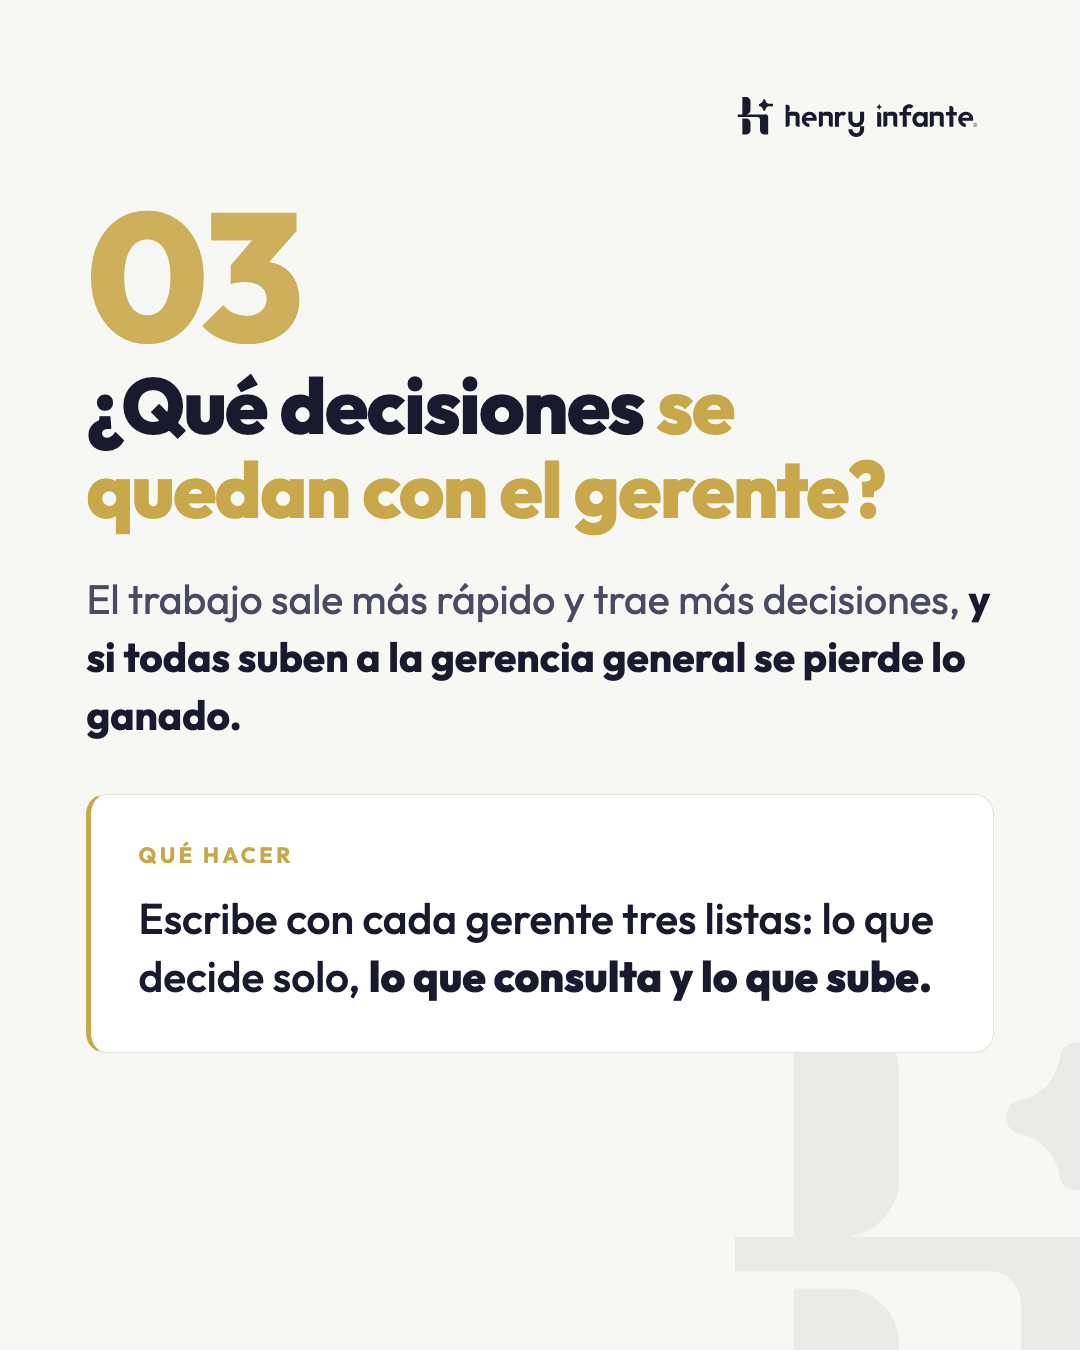 henry infante.
03
¿Qué decisiones se
quedan con el gerente?
El trabajo sale más rápido y trae más decisiones, y
si todas suben a la gerencia general se pierde lo
ganado.
QUÉ HACER
Escribe con cada gerente tres listas: lo que
decide solo, lo que consulta y lo que sube.